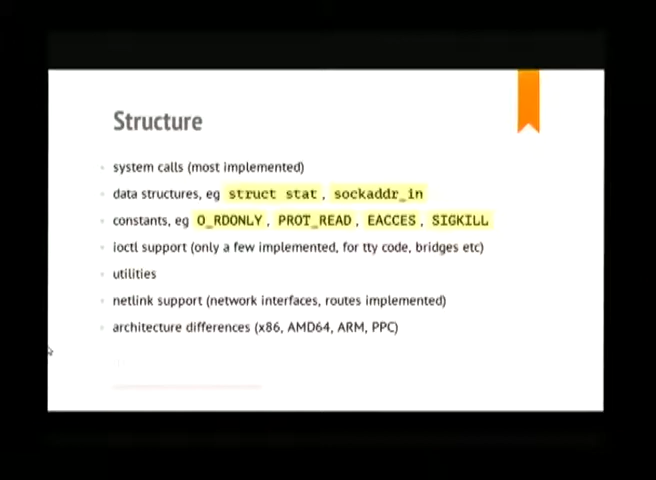 Structure
system calls (most implemented)
data structures, eg struct stat, sockaddr_in
constants, eg O_RDONLY, PROT_READ, EACCES, SIGKILL
ioctl support (only a few implemented, for tty code, bridges etc)
utilities
netlink support (network interfaces, routes implemented)
architecture differences (x86, AMD64, ARM, PPC)